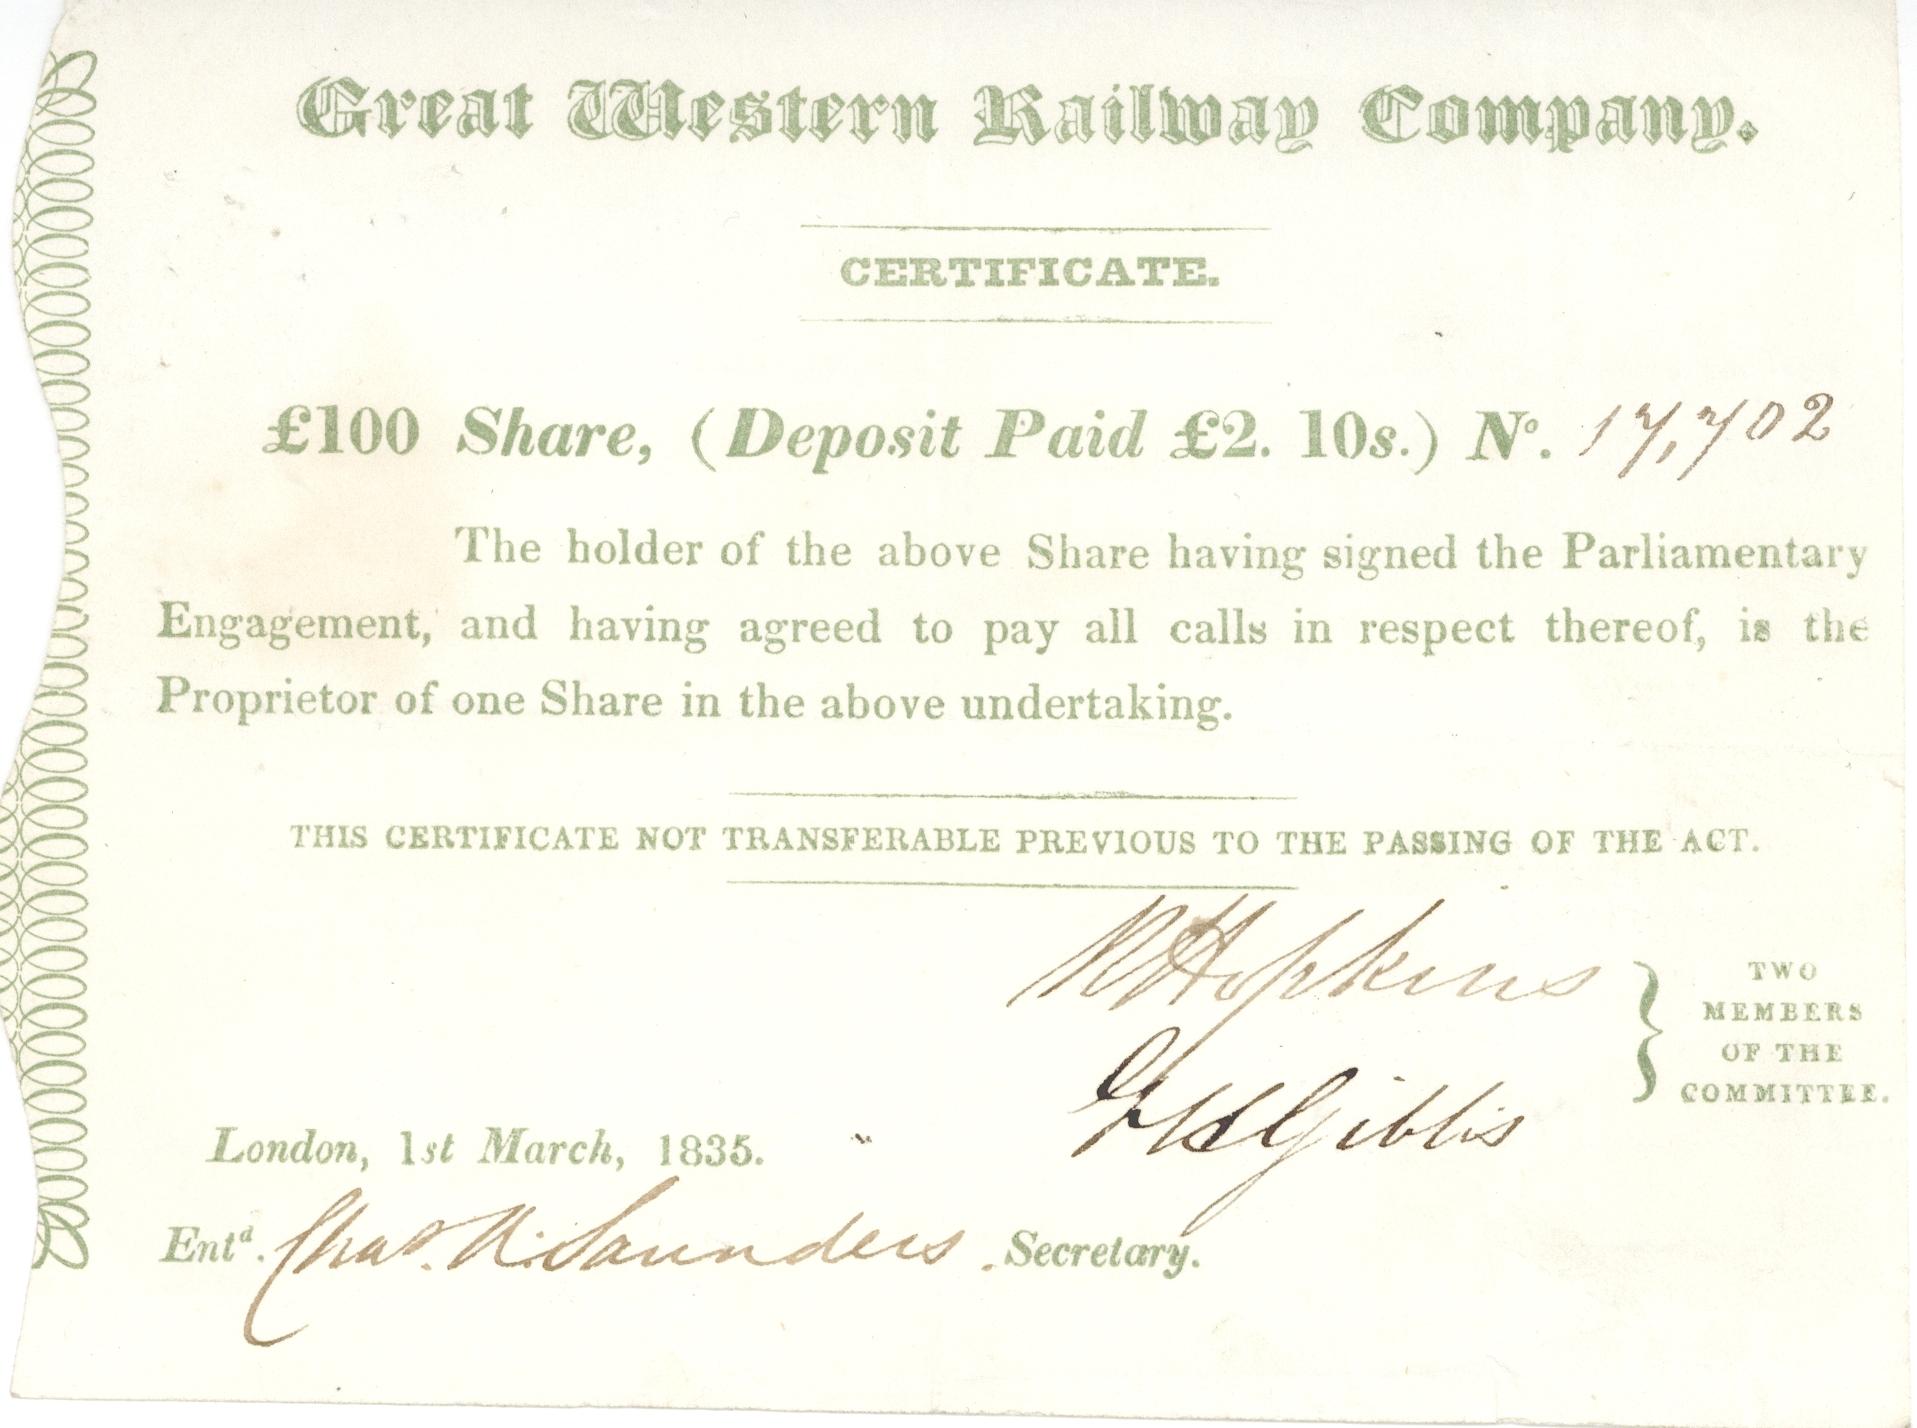 Great Western Railway Company.
CERTIFICATE.
£100 Share, (Deposit Paid £2. 10s.) No. 17,702
The holder of the above Share having signed the Parliamentary
Engagement, and having agreed to pay all calls in respect thereof, is the
Proprietor of one Share in the above undertaking.
THIS CERTIFICATE NOT TRANSFERABLE PREVIOUS TO THE PASSING OF THE ACT.
R Hopkins
G H Gibbs
TWO
MEMBERS
OF THE
COMMITTEE.
London, 1st March, 1835.
Entd. Chas. A. Saunders. Secretary.